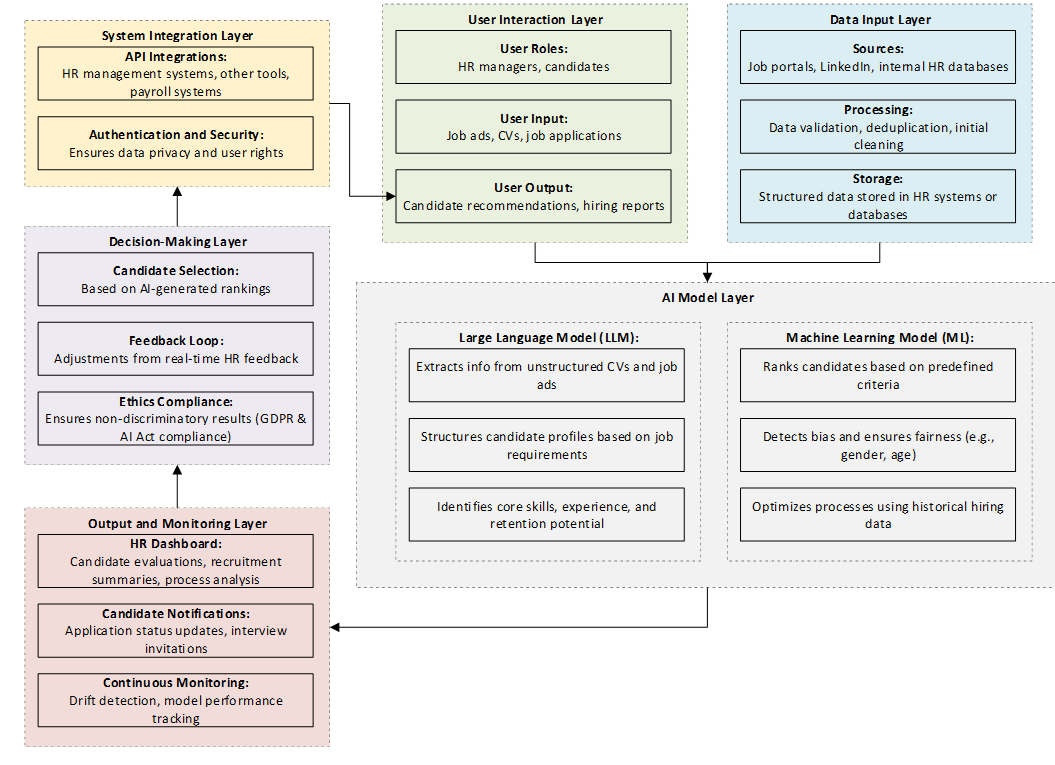 System Integration Layer
API Integrations:
HR management systems, other tools,
payroll systems
Authentication and Security:
Ensures data privacy and user rights
User Interaction Layer
User Roles:
HR managers, candidates
User Input:
Job ads, CVs, job applications
User Output:
Candidate recommendations, hiring reports
Data Input Layer
Sources:
Job portals, LinkedIn, internal HR databases
Processing:
Data validation, deduplication, initial
cleaning
Storage:
Structured data stored in HR systems or
databases
Decision-Making Layer
Candidate Selection:
Based on AI-generated rankings
Feedback Loop:
Adjustments from real-time HR feedback
Ethics Compliance:
Ensures non-discriminatory results (GDPR &
AI Act compliance)
AI Model Layer
Large Language Model (LLM):
Extracts info from unstructured CVs and job
ads
Structures candidate profiles based on job
requirements
Identifies core skills, experience, and
retention potential
Machine Learning Model (ML):
Ranks candidates based on predefined
criteria
Detects bias and ensures fairness (e.g.,
gender, age)
Optimizes processes using historical hiring
data
Output and Monitoring Layer
HR Dashboard:
Candidate evaluations, recruitment
summaries, process analysis
Candidate Notifications:
Application status updates, interview
invitations
Continuous Monitoring:
Drift detection, model performance
tracking